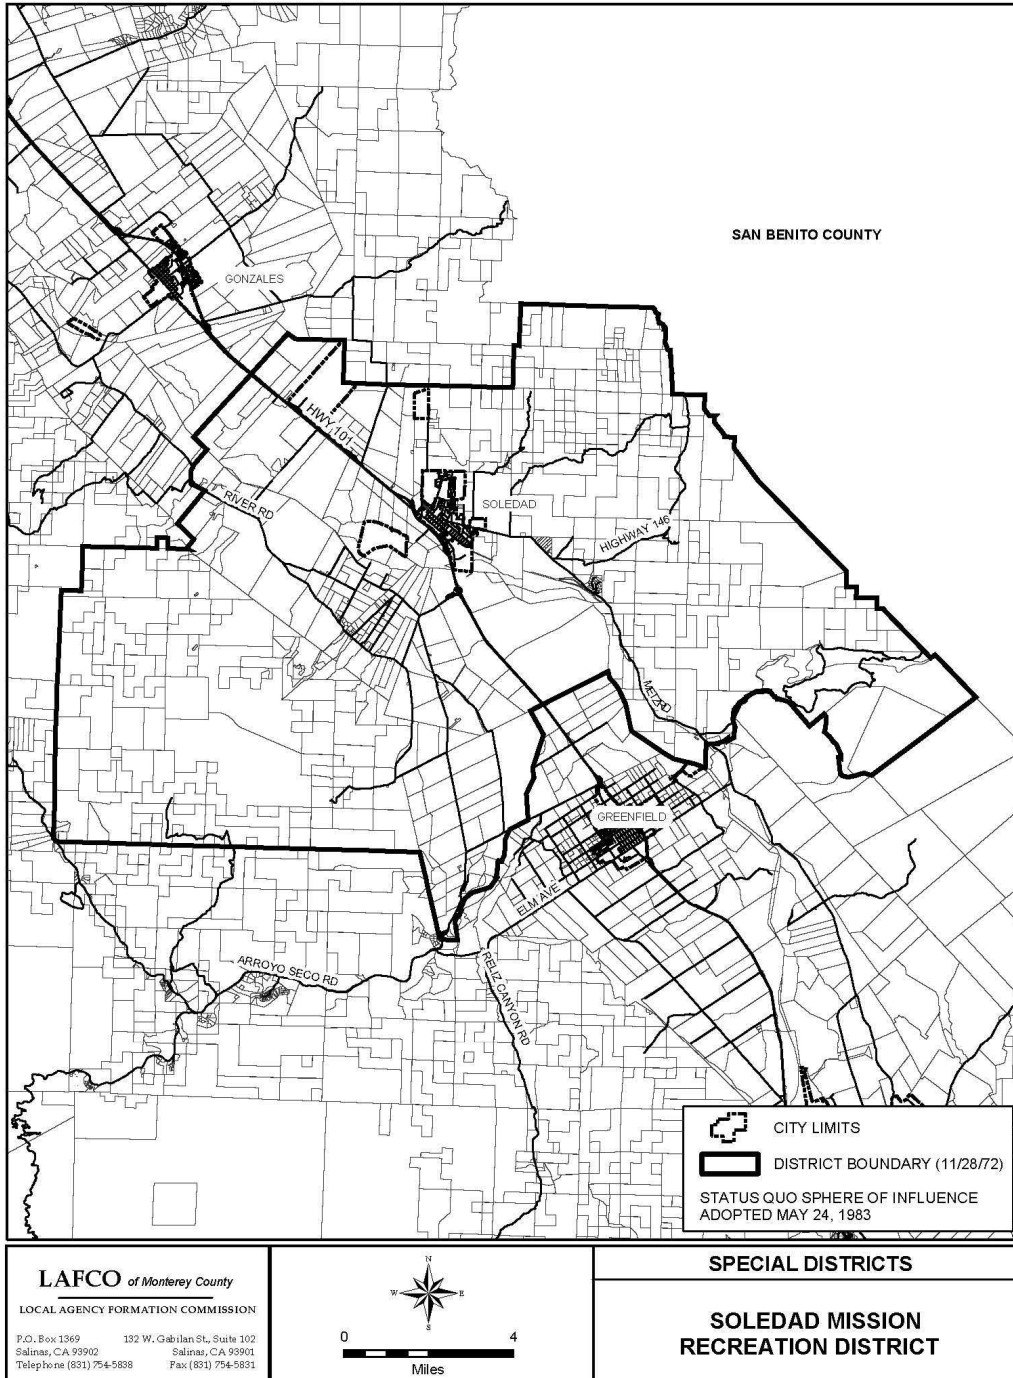 SAN BENITO COUNTY
GONZALES
HWY 101
RIVER RD
SOLEDAD
HIGHWAY 146
METZ RD
GREENFIELD
ELM AVE
ARROYO SECO RD
RELIZ CANYON RD
CITY LIMITS
DISTRICT BOUNDARY (11/28/72)
STATUS QUO SPHERE OF INFLUENCE
ADOPTED MAY 24, 1983
LAFCO of Monterey County
LOCAL AGENCY FORMATION COMMISSION
P.O. Box 1369 132 W. Gabilan St., Suite 102
Salinas, CA 93902 Salinas, CA 93901
Telephone (831) 754-5838 Fax (831) 754-5831
N
W E
S
0 4
Miles
SPECIAL DISTRICTS
SOLEDAD MISSION
RECREATION DISTRICT